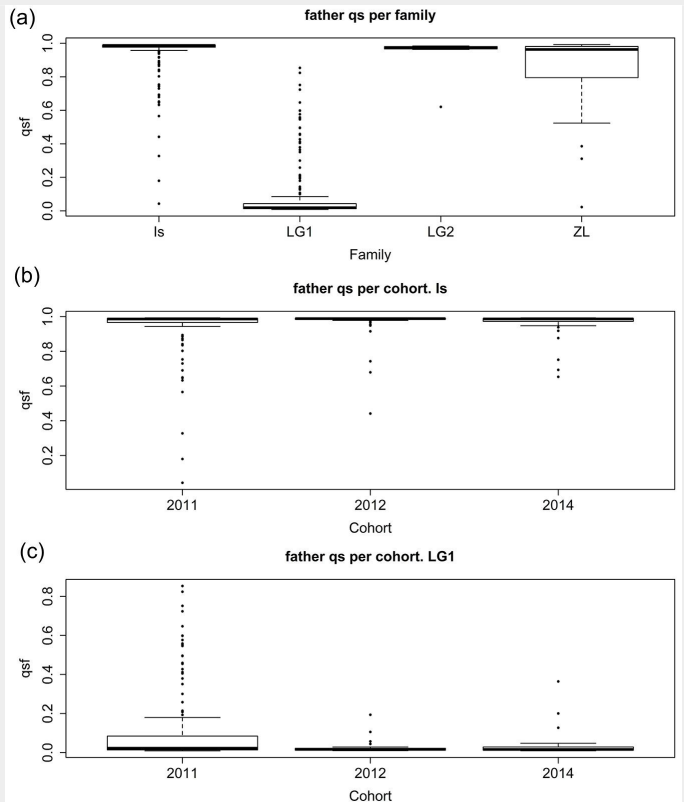 (a)
father qs per family
qsf
0.0 0.2 0.4 0.6 0.8 1.0
Is LG1 LG2 ZL
Family
(b)
father qs per cohort. Is
qsf
0.2 0.4 0.6 0.8 1.0
2011 2012 2014
Cohort
(c)
father qs per cohort. LG1
qsf
0.0 0.2 0.4 0.6 0.8
2011 2012 2014
Cohort